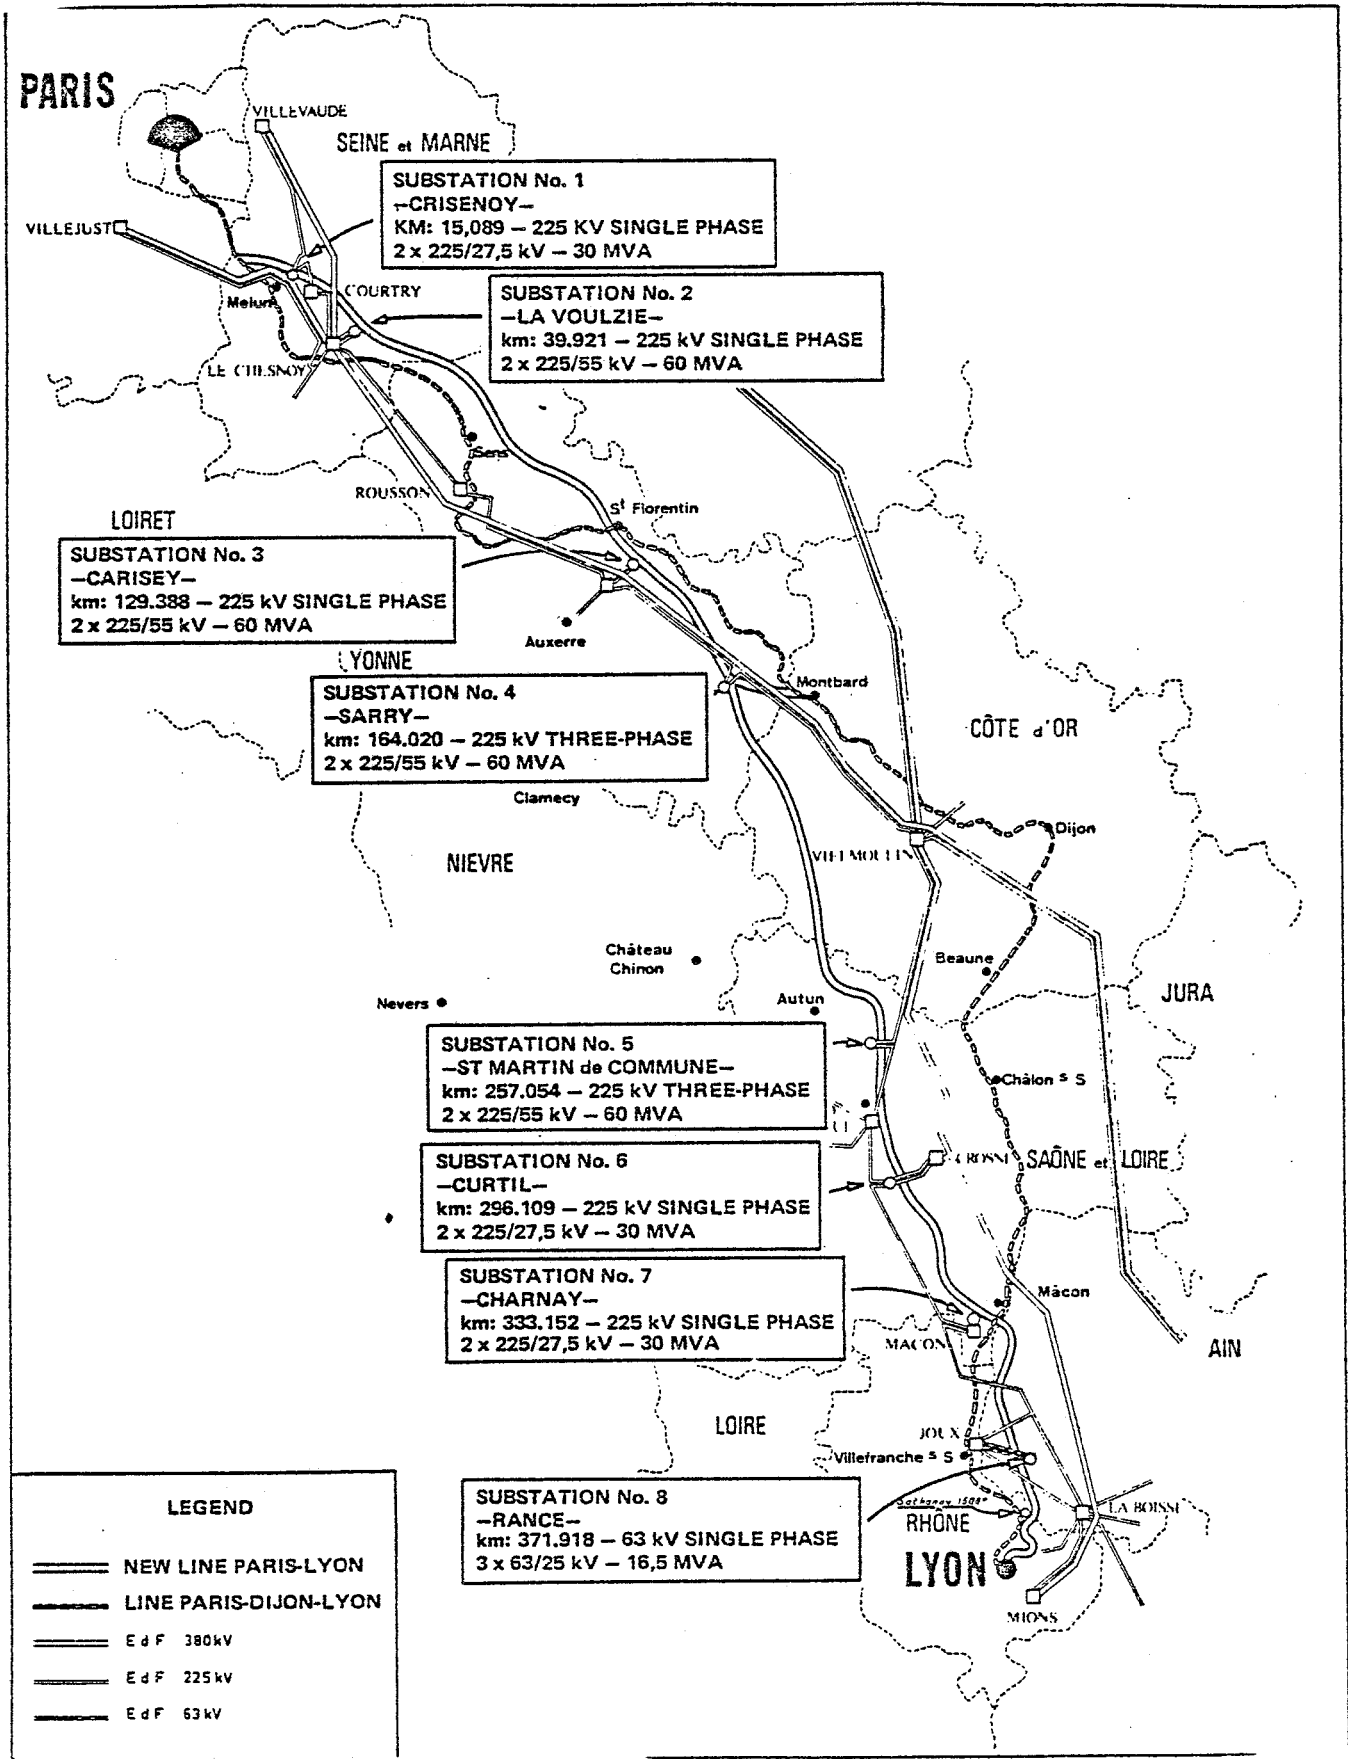 PARIS
VILLEVAUDE
SEINE et MARNE
SUBSTATION No. 1
–CRISENOY–
KM: 15,089 – 225 KV SINGLE PHASE
2 x 225/27,5 kV – 30 MVA
VILLEJUST
Melun
COURTRY
SUBSTATION No. 2
–LA VOULZIE–
km: 39.921 – 225 kV SINGLE PHASE
2 x 225/55 kV – 60 MVA
LE CHESNOY
Sens
ROUSSON
St Florentin
LOIRET
SUBSTATION No. 3
–CARISEY–
km: 129.388 – 225 kV SINGLE PHASE
2 x 225/55 kV – 60 MVA
Auxerre
LYONNE
SUBSTATION No. 4
–SARRY–
km: 164.020 – 225 kV THREE-PHASE
2 x 225/55 kV – 60 MVA
Montbard
CÔTE d'OR
Clamecy
Dijon
VIELMOULIN
NIEVRE
Château
Chinon
Beaune
Nevers
Autun
JURA
SUBSTATION No. 5
–ST MARTIN de COMMUNE–
km: 257.054 – 225 kV THREE-PHASE
2 x 225/55 kV – 60 MVA
Châlon s S
SUBSTATION No. 6
–CURTIL–
km: 296.109 – 225 kV SINGLE PHASE
2 x 225/27,5 kV – 30 MVA
SAÔNE et LOIRE
SUBSTATION No. 7
–CHARNAY–
km: 333.152 – 225 kV SINGLE PHASE
2 x 225/27,5 kV – 30 MVA
Mâcon
MACON
AIN
LOIRE
JOUX
Villefranche s S
SUBSTATION No. 8
–RANCE–
km: 371.918 – 63 kV SINGLE PHASE
3 x 63/25 kV – 16,5 MVA
RHÔNE
LA BOISSE
LYON
MIONS
LEGEND
NEW LINE PARIS-LYON
LINE PARIS-DIJON-LYON
E d F 380kV
E d F 225kV
E d F 63kV